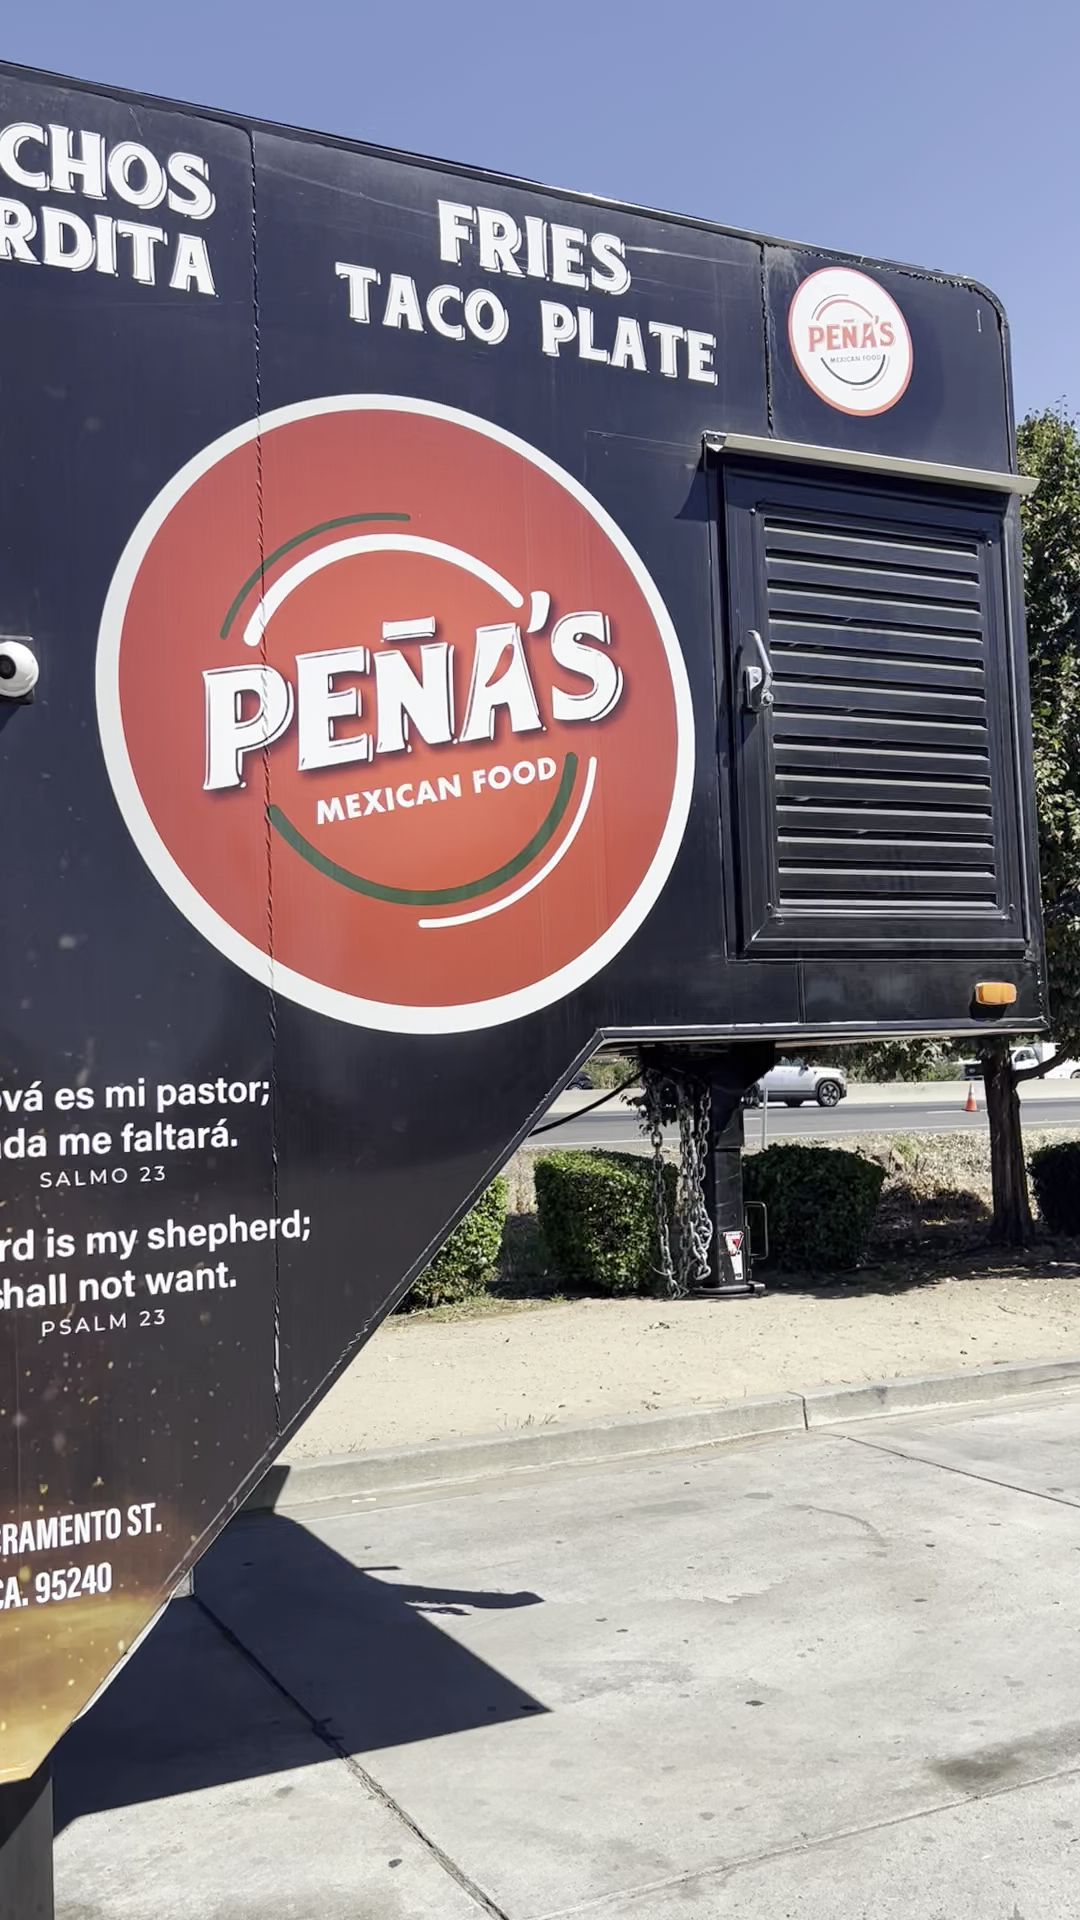 CHOS
RDITA
FRIES
TACO PLATE
PEÑA'S
MEXICAN FOOD
PEÑA'S
MEXICAN FOOD
ová es mi pastor;
da me faltará.
SALMO 23
rd is my shepherd;
shall not want.
PSALM 23
CRAMENTO ST.
CA. 95240